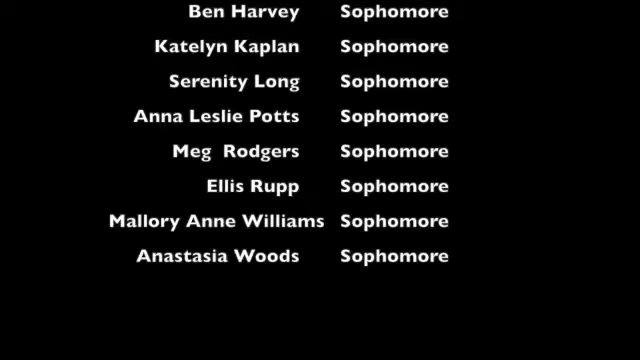 Ben Harvey Sophomore
Katelyn Kaplan Sophomore
Serenity Long Sophomore
Anna Leslie Potts Sophomore
Meg Rodgers Sophomore
Ellis Rupp Sophomore
Mallory Anne Williams Sophomore
Anastasia Woods Sophomore